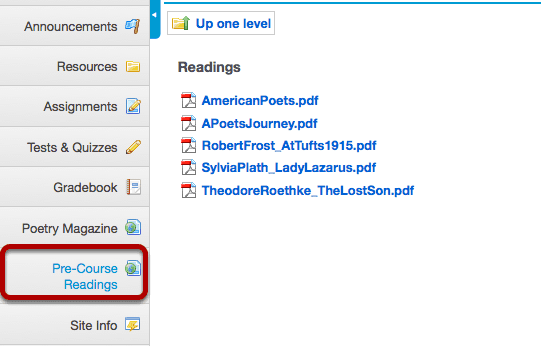 Announcements
Resources
Assignments
Tests & Quizzes
Gradebook
Poetry Magazine
Pre-Course
Readings
Site Info
Up one level
Readings
AmericanPoets.pdf
APoetsJourney.pdf
RobertFrost_AtTufts1915.pdf
SylviaPlath_LadyLazarus.pdf
TheodoreRoethke_TheLostSon.pdf